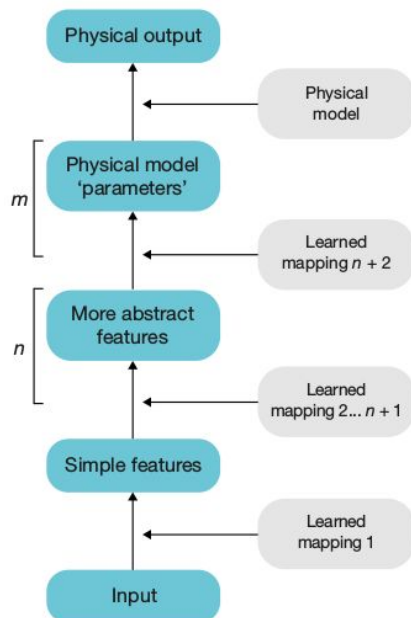 Physical output
Physical
model
Physical model
‘parameters’
m
Learned
mapping n + 2
More abstract
features
n
Learned
mapping 2... n + 1
Simple features
Learned
mapping 1
Input